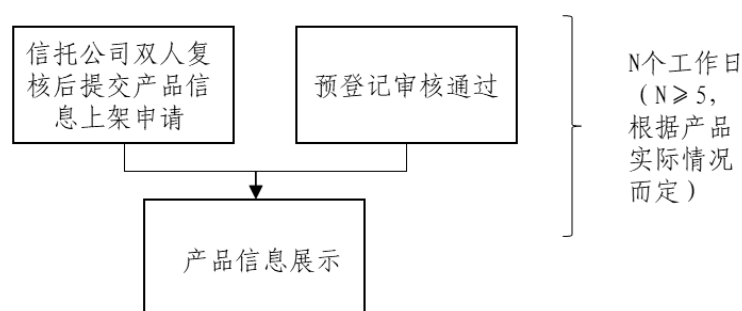 信托公司双人复
核后提交产品信
息上架申请
预登记审核通过
产品信息展示
N个工作日
（N≥5，
根据产品
实际情况
而定）